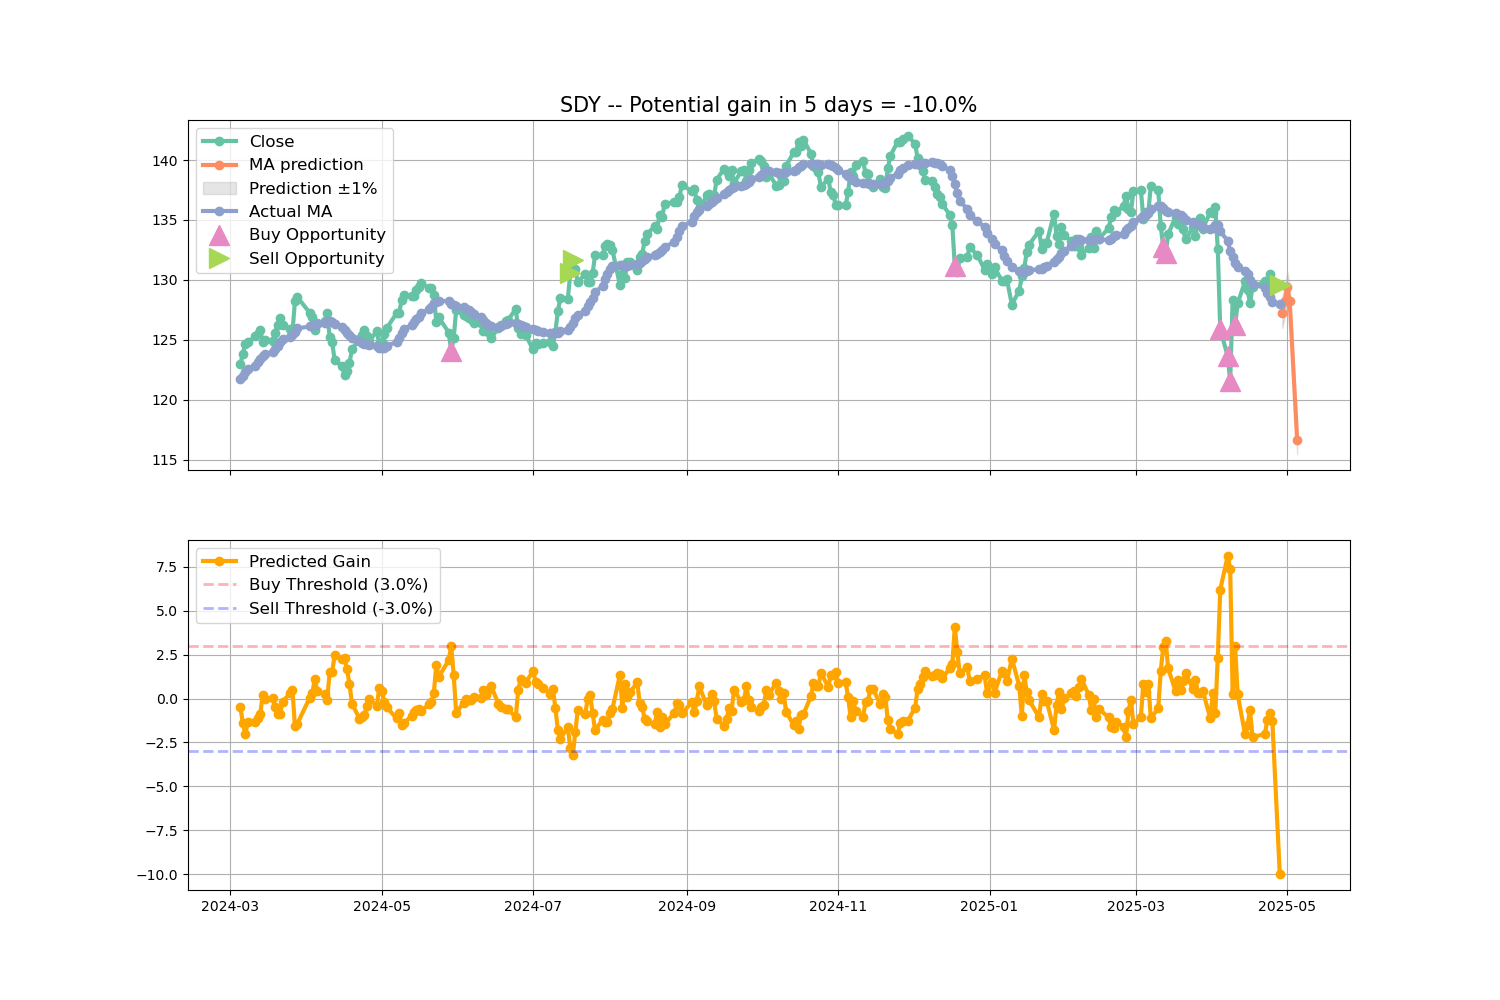 SDY -- Potential gain in 5 days = -10.0%
Close
MA prediction
Prediction ±1%
Actual MA
Buy Opportunity
Sell Opportunity
140
135
130
125
120
115
Predicted Gain
Buy Threshold (3.0%)
Sell Threshold (-3.0%)
7.5
5.0
2.5
0.0
−2.5
−5.0
−7.5
−10.0
2024-03 2024-05 2024-07 2024-09 2024-11 2025-01 2025-03 2025-05